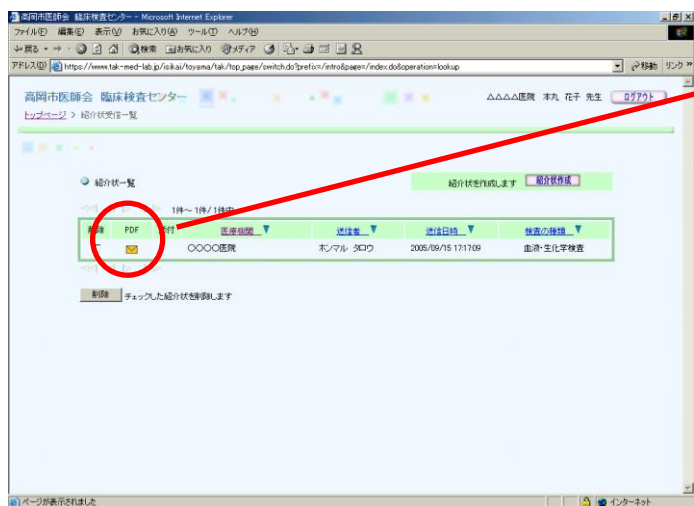 高岡市医師会 臨床検査センター - Microsoft Internet Explorer
ファイル(F) 編集(E) 表示(V) お気に入り(A) ツール(T) ヘルプ(H)
戻る 検索 お気に入り メディア
アドレス(D) https://www.tak-med-lab.jp/isikai/toyama/tak/top_page/switch.do?prefix=/intro&page=/index.do&operation=lookup 移動 リンク »
高岡市医師会 臨床検査センター △△△△医院 本丸 花子 先生 ログアウト
トップページ > 紹介状受信一覧
紹介状一覧 紹介状を作成します 紹介状作成
1件～ 1件/ 1件中
削除 PDF 受付 医療機関 ▼ 送信者 ▼ 送信日時 ▼ 検査の種類 ▼
○○○○医院 ホンマル タロウ 2005/09/15 17:17:09 血液・生化学検査
削除 チェックした紹介状を削除します
ページが表示されました インターネット